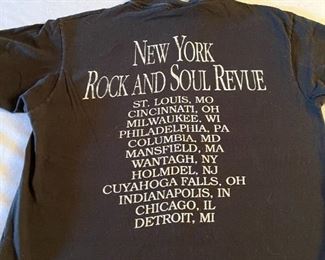 NEW YORK
ROCK AND SOUL REVUE
ST. LOUIS, MO
CINCINNATI, OH
MILWAUKEE, WI
PHILADELPHIA, PA
COLUMBIA, MD
MANSFIELD, MA
WANTAGH, NY
HOLMDEL, NJ
CUYAHOGA FALLS, OH
INDIANAPOLIS, IN
CHICAGO, IL
DETROIT, MI